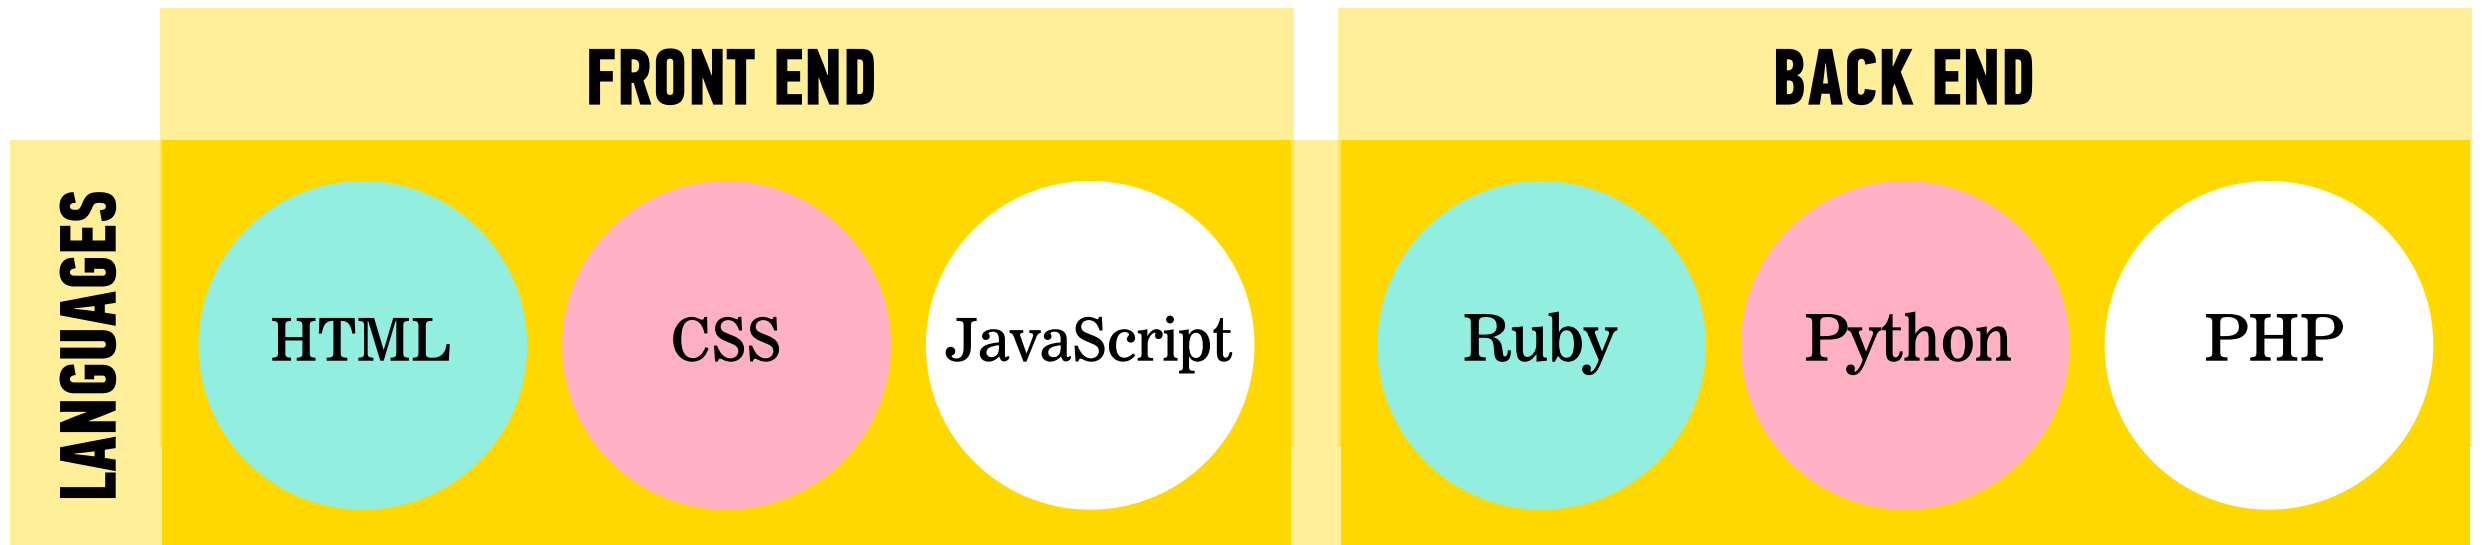 FRONT END
BACK END
LANGUAGES
HTML
CSS
JavaScript
Ruby
Python
PHP